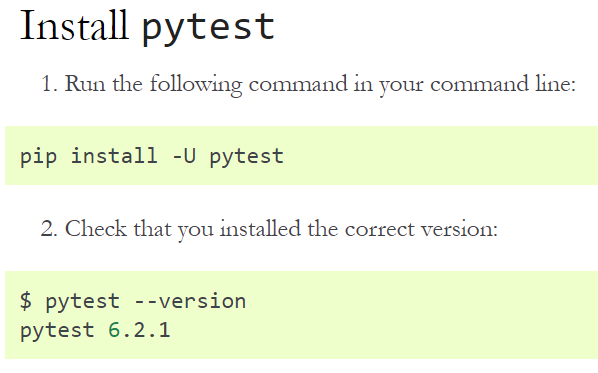 Install pytest
1. Run the following command in your command line:
pip install -U pytest
2. Check that you installed the correct version:
$ pytest --version
pytest 6.2.1